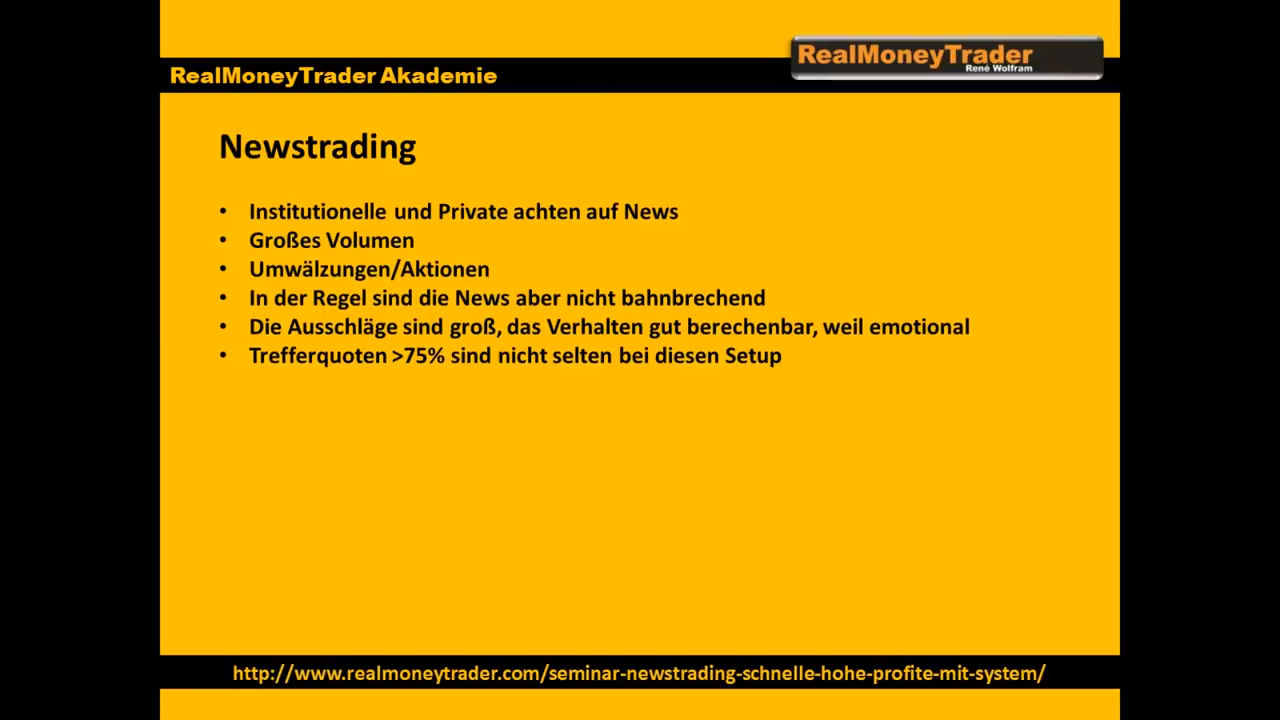 RealMoneyTrader
René Wolfram
RealMoneyTrader Akademie
Newstrading
• Institutionelle und Private achten auf News
• Großes Volumen
• Umwälzungen/Aktionen
• In der Regel sind die News aber nicht bahnbrechend
• Die Ausschläge sind groß, das Verhalten gut berechenbar, weil emotional
• Trefferquoten >75% sind nicht selten bei diesen Setup
http://www.realmoneytrader.com/seminar-newstrading-schnelle-hohe-profite-mit-system/